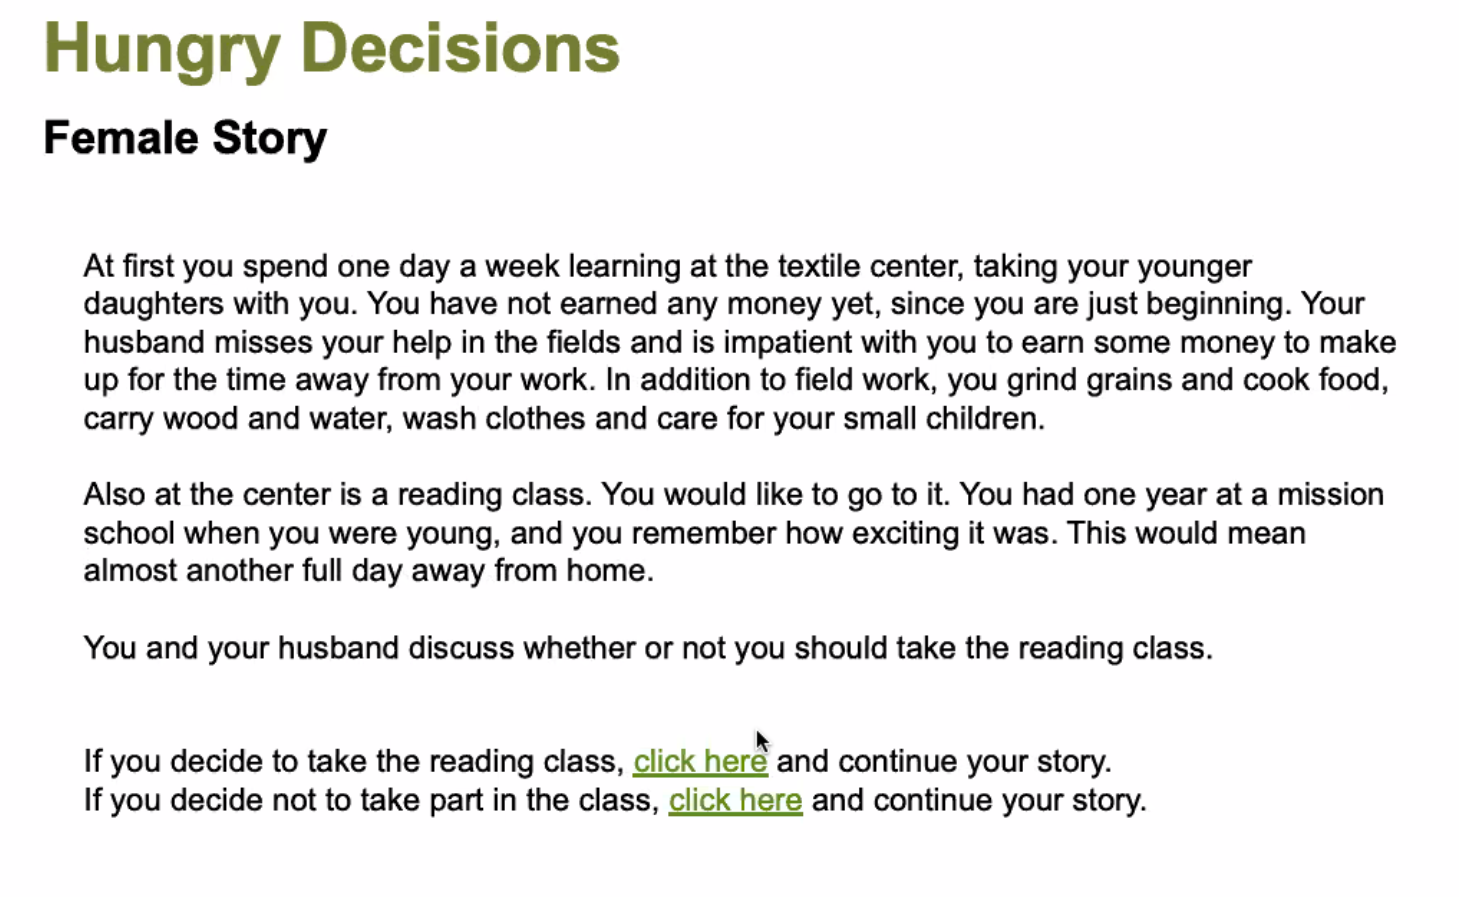 Hungry Decisions
Female Story
At first you spend one day a week learning at the textile center, taking your younger
daughters with you. You have not earned any money yet, since you are just beginning. Your
husband misses your help in the fields and is impatient with you to earn some money to make
up for the time away from your work. In addition to field work, you grind grains and cook food,
carry wood and water, wash clothes and care for your small children.
Also at the center is a reading class. You would like to go to it. You had one year at a mission
school when you were young, and you remember how exciting it was. This would mean
almost another full day away from home.
You and your husband discuss whether or not you should take the reading class.
If you decide to take the reading class, click here and continue your story.
If you decide not to take part in the class, click here and continue your story.